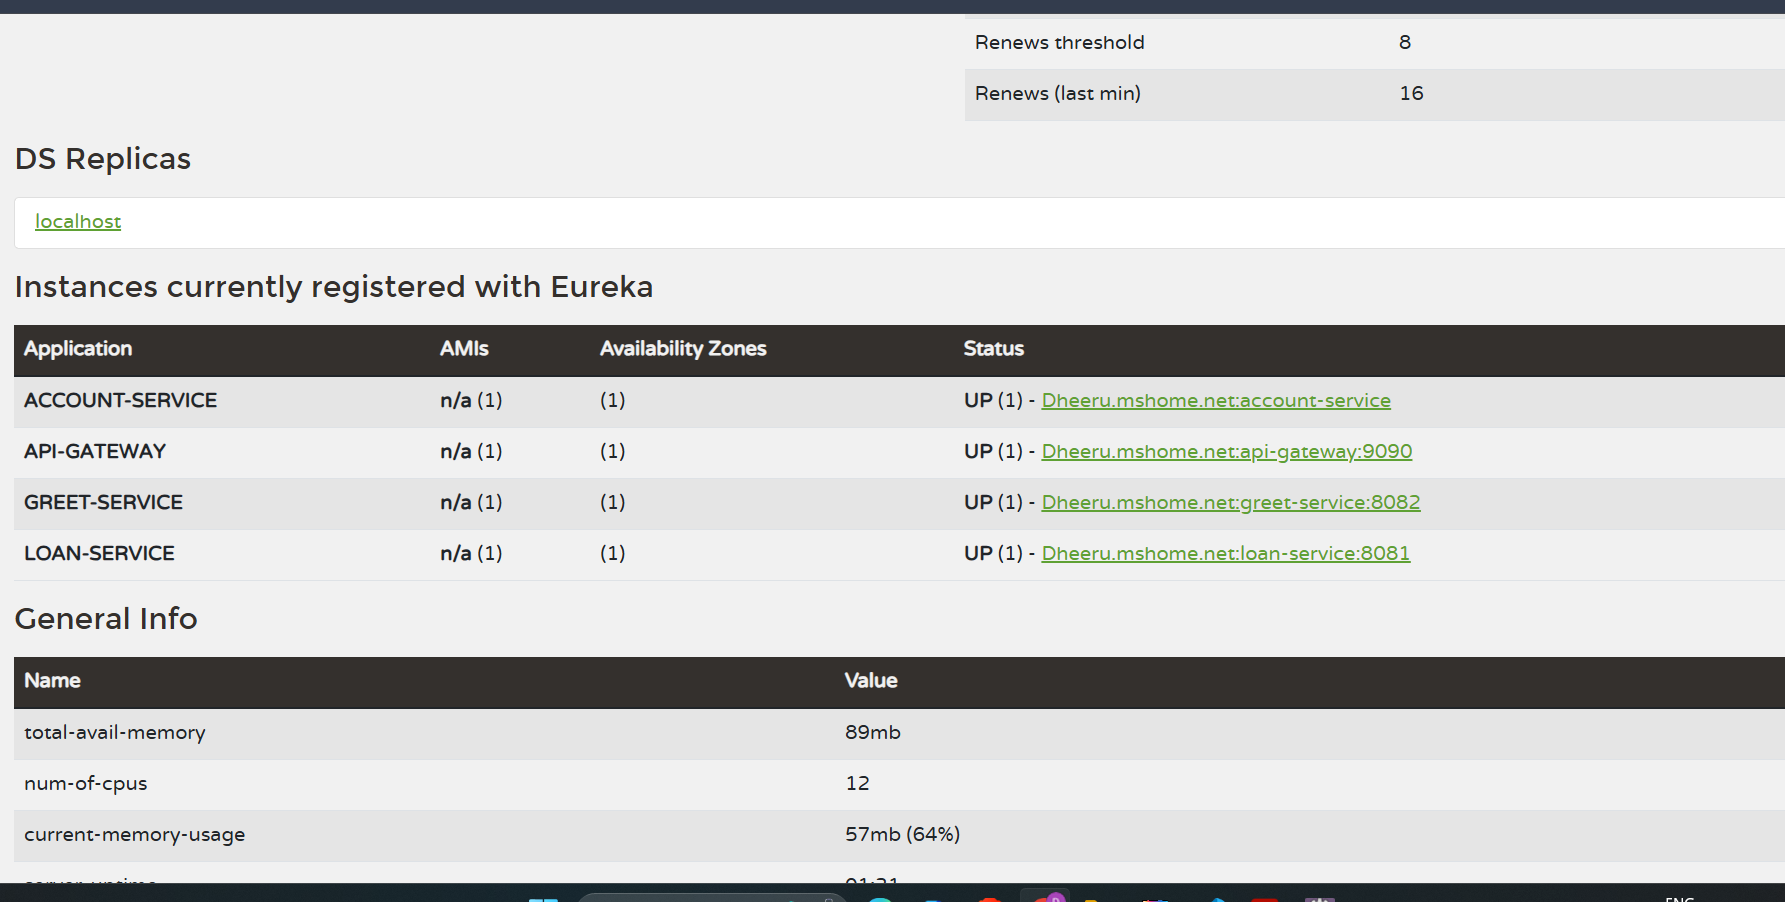 Renews threshold 8
Renews (last min) 16
DS Replicas
localhost
Instances currently registered with Eureka
Application AMIs Availability Zones Status
ACCOUNT-SERVICE n/a (1) (1) UP (1) - Dheeru.mshome.net:account-service
API-GATEWAY n/a (1) (1) UP (1) - Dheeru.mshome.net:api-gateway:9090
GREET-SERVICE n/a (1) (1) UP (1) - Dheeru.mshome.net:greet-service:8082
LOAN-SERVICE n/a (1) (1) UP (1) - Dheeru.mshome.net:loan-service:8081
General Info
Name Value
total-avail-memory 89mb
num-of-cpus 12
current-memory-usage 57mb (64%)